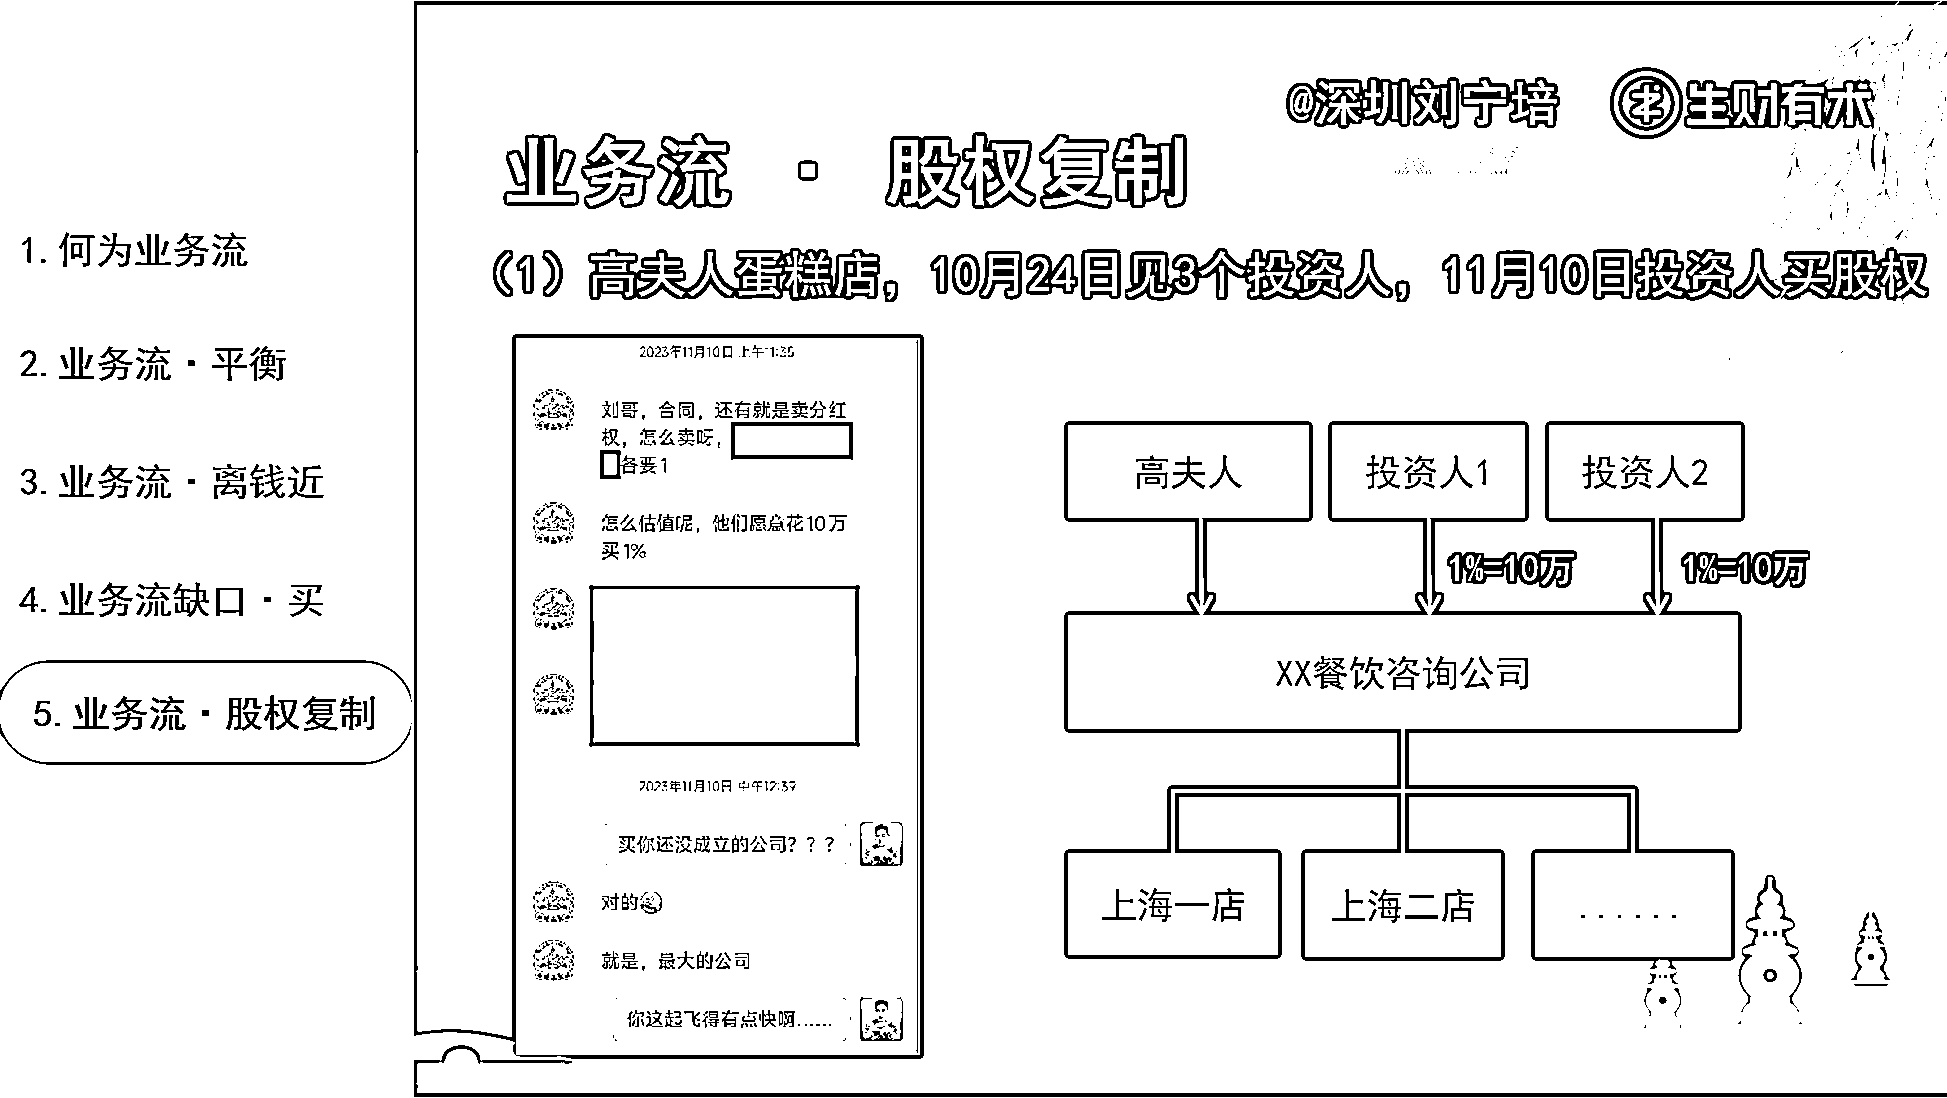 @深圳刘宁培
生财有术
业务流 · 股权复制
1. 何为业务流
2. 业务流·平衡
3. 业务流·离钱近
4. 业务流缺口·买
5. 业务流·股权复制
（1）高夫人蛋糕店，10月24日见3个投资人，11月10日投资人买股权
2023年11月10日 上午11:36
刘哥，合同，还有就是卖分红
权，怎么卖呀，
各要1
怎么估值呢，他们愿意花10万
买1%
2023年11月10日 中午12:39
买你还没成立的公司？？？
对的
就是，最大的公司
你这起飞得有点快啊......
高夫人
投资人1
投资人2
1%=10万
1%=10万
XX餐饮咨询公司
上海一店
上海二店
......